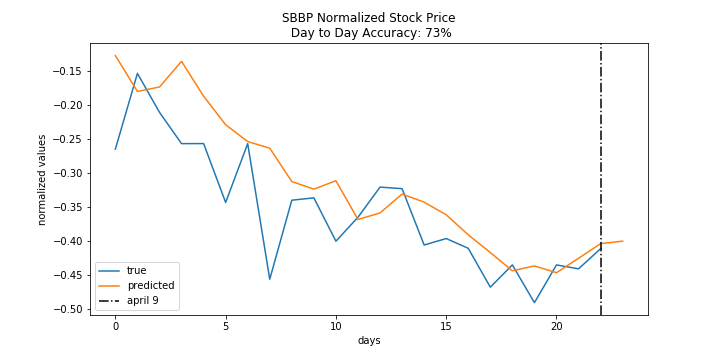 SBBP Normalized Stock Price
Day to Day Accuracy: 73%
normalized values
−0.15
−0.20
−0.25
−0.30
−0.35
−0.40
−0.45
−0.50
true
predicted
april 9
0
5
10
15
20
days